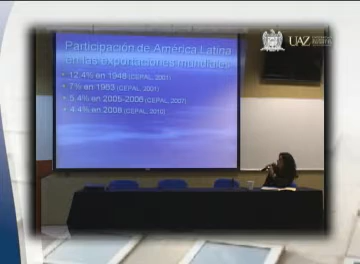 Participación de América Latina
en las exportaciones mundiales
12.4% en 1948 (CEPAL, 2001)
7% en 1963 (CEPAL, 2001)
5.4% en 2005-2006 (CEPAL, 2007)
4.4% en 2008 (CEPAL, 2010)
UAZ